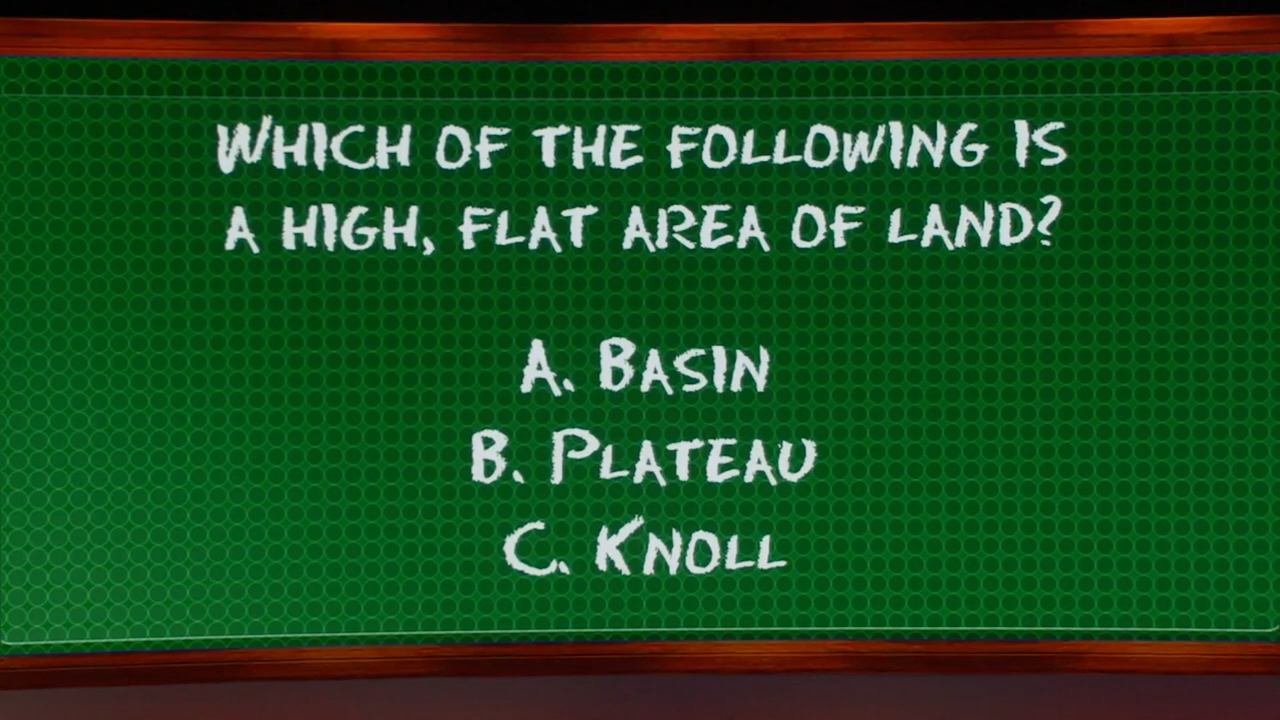 WHICH OF THE FOLLOWING IS
A HIGH, FLAT AREA OF LAND?
A. BASIN
B. PLATEAU
C. KNOLL